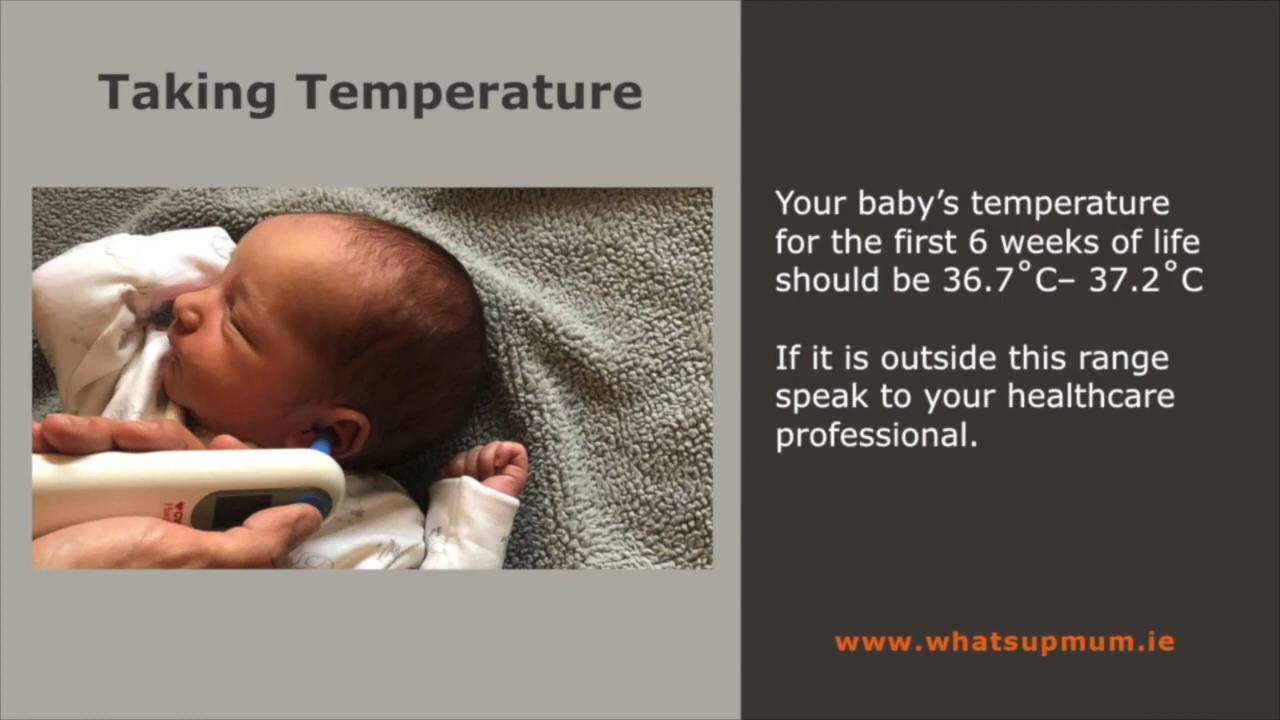 Taking Temperature
Your baby’s temperature
for the first 6 weeks of life
should be 36.7˚C– 37.2˚C
If it is outside this range
speak to your healthcare
professional.
www.whatsupmum.ie